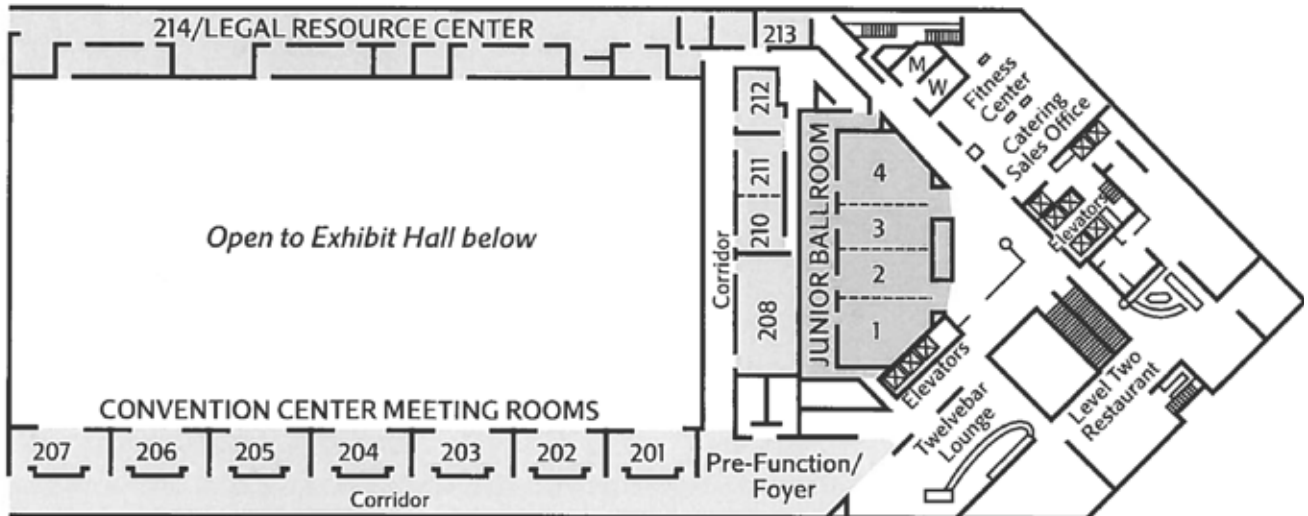 214/LEGAL RESOURCE CENTER
213
M
W
Fitness
Center
Catering
Sales Office
212
211
210
208
Corridor
JUNIOR BALLROOM
4
3
2
1
Elevators
Open to Exhibit Hall below
Elevators
Twelvebar
Lounge
Level Two
Restaurant
CONVENTION CENTER MEETING ROOMS
207
206
205
204
203
202
201
Pre-Function/
Foyer
Corridor